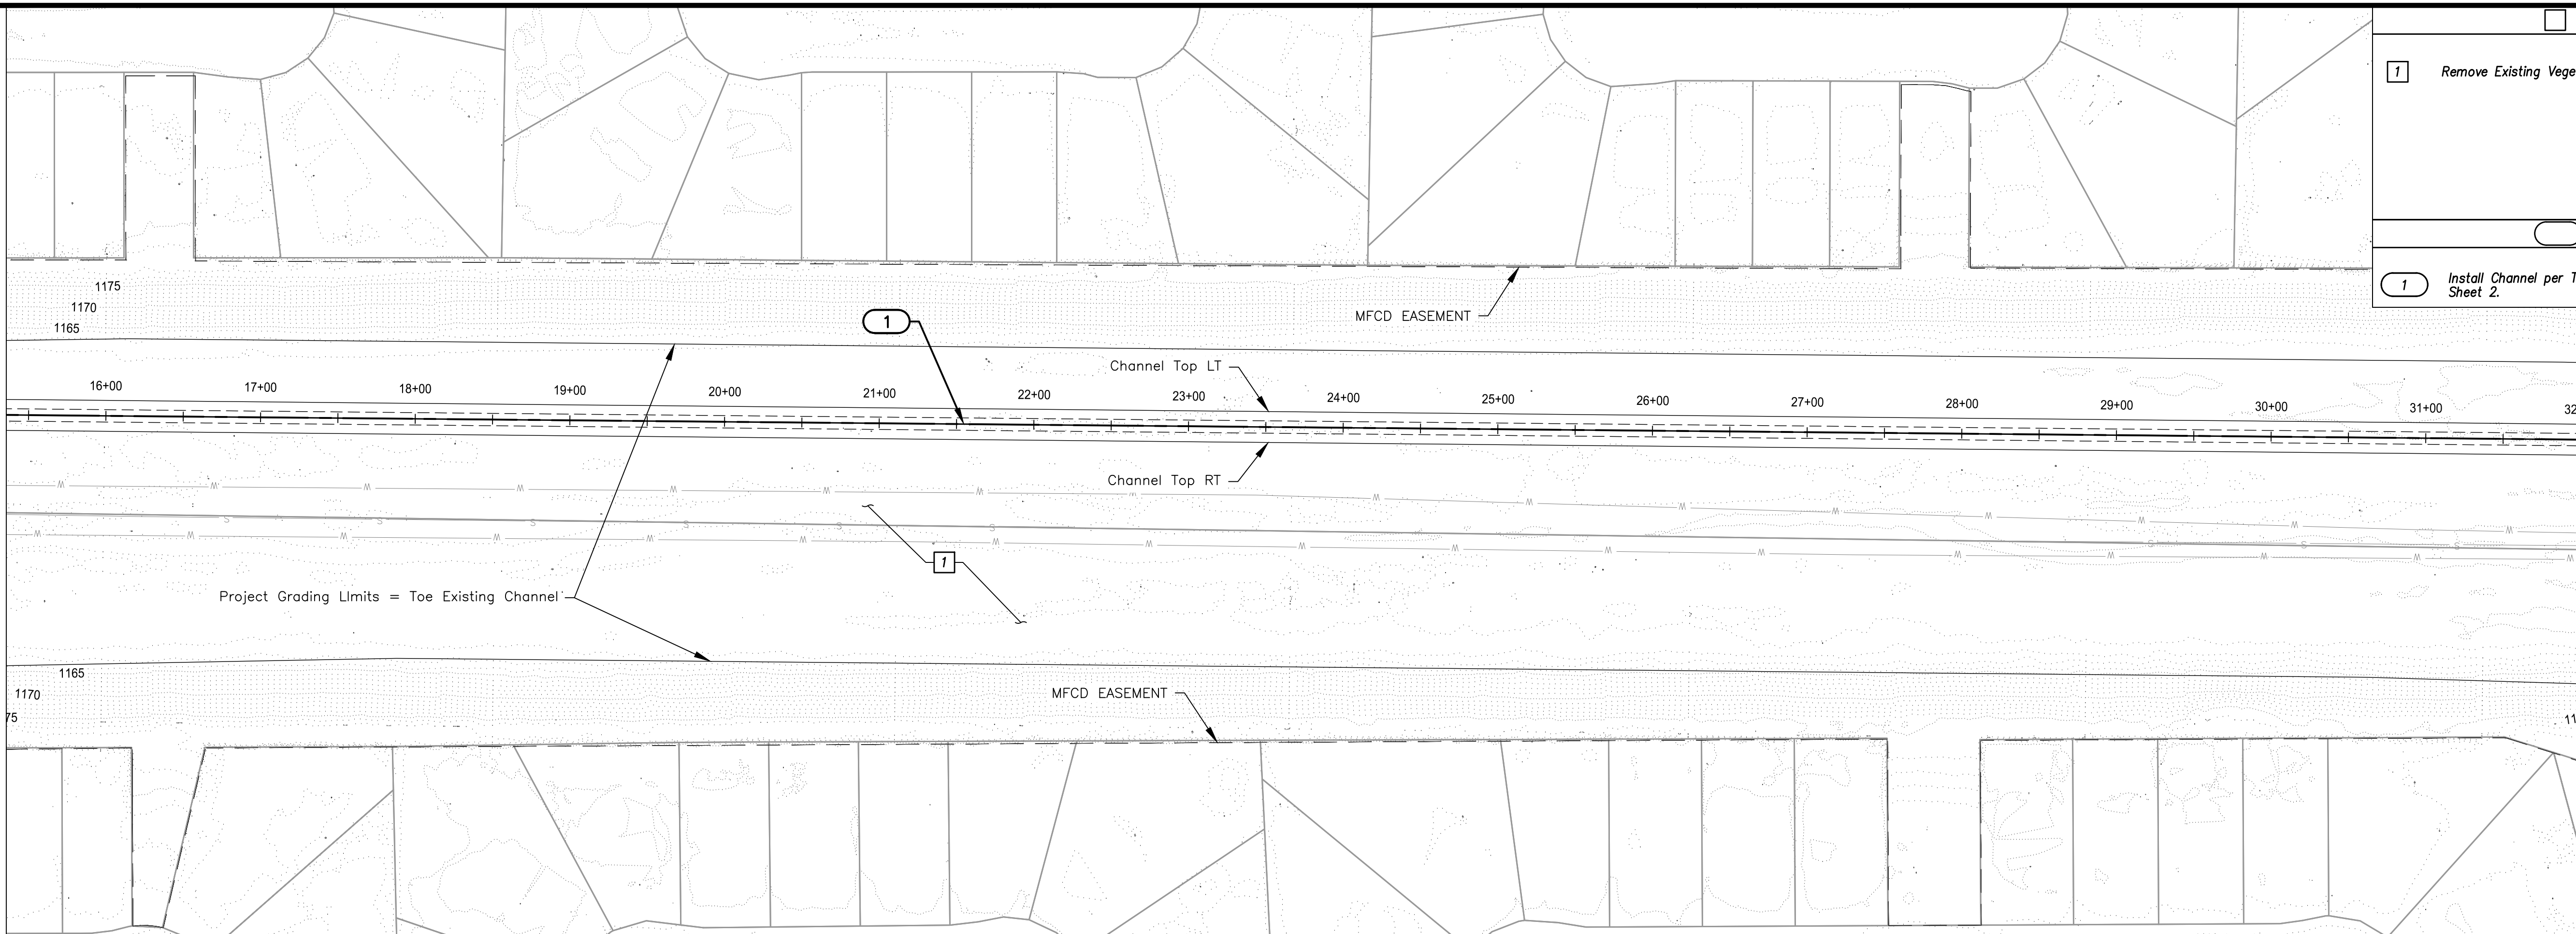 1 Remove Existing Vege
1175
1170
1165
1
MFCD EASEMENT
1 Install Channel per T
Sheet 2.
Channel Top LT
16+00 17+00 18+00 19+00 20+00 21+00 22+00 23+00 24+00 25+00 26+00 27+00 28+00 29+00 30+00 31+00 32
Channel Top RT
W W W W W W W W W W W W W W W W W
S S S S S S S S S
W W W W W W W W W W W W W W W W W
1
Project Grading LImits = Toe Existing Channel
1165
1170
75
MFCD EASEMENT
11